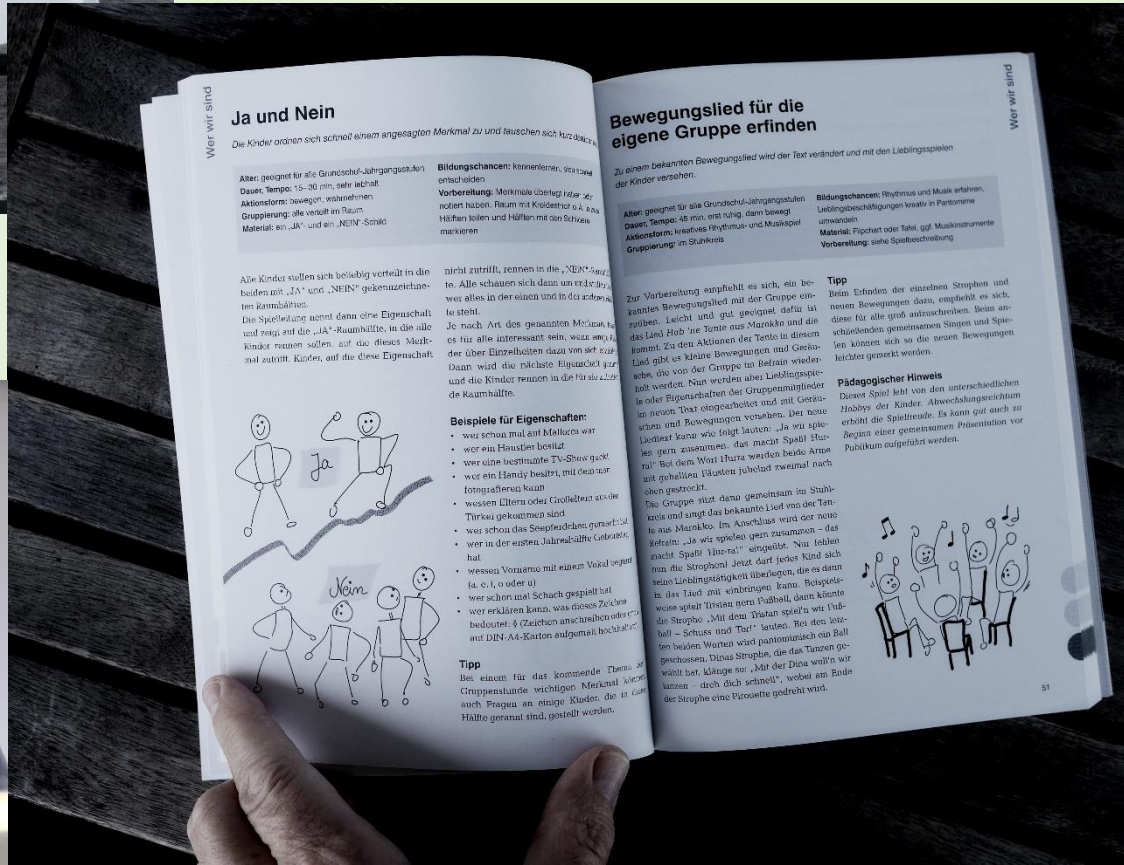 Wer wir sind
Ja und Nein
Die Kinder ordnen sich schnell einem angesagten Merkmal zu und tauschen sich kurz
Alter: geeignet für alle Grundschul-Jahrgangsstufen
Dauer, Tempo: 15–30 min, sehr lebhaft
Aktionsform: bewegen, wahrnehmen
Gruppierung: alle verteilt im Raum
Material: ein „JA“- und ein „NEIN“-Schild
Bildungschancen: kennenlernen, sich schnell
entscheiden
Vorbereitung: Merkmale überlegt haben oder
notiert haben. Raum mit Kreidestrich o.Ä. in zwei
Hälften teilen und Hälften mit den Schildern
markieren
Alle Kinder stellen sich beliebig verteilt in die
beiden mit „JA“ und „NEIN“ gekennzeichne-
ten Raumhälften.
Die Spielleitung nennt dann eine Eigenschaft
und zeigt auf die „JA“-Raumhälfte, in die alle
Kinder rennen sollen, auf die dieses Merk-
mal zutrifft. Kinder, auf die diese Eigenschaft
Ja
Nein
nicht zutrifft, rennen in die „NEIN“-
te. Alle schauen sich dann um und
wer alles in der einen und in der anderen
te steht.
Je nach Art des genannten Merkmals
es für alle interessant sein, wenn
der über Einzelheiten dazu von sich
Dann wird die nächste Eigenschaft
und die Kinder rennen in die für sie
de Raumhälfte.
Beispiele für Eigenschaften:
• wer schon mal auf Mallorca war
• wer ein Haustier besitzt
• wer eine bestimmte TV-Show guckt
• wer ein Handy besitzt, mit dem man
fotografieren kann
• wessen Eltern oder Großeltern aus der
Türkei gekommen sind
• wer schon das Seepferdchen gemacht hat
• wer in der ersten Jahreshälfte Geburtstag
hat
• wessen Vorname mit einem Vokal beginnt
(a, e, i, o oder u)
• wer schon mal Schach gespielt hat
• wer erklären kann, was dieses Zeichen
bedeutet: § (Zeichen anschreiben oder
auf DIN-A4-Karton aufgemalt
Tipp
Bei einem für das kommende Thema der
Gruppenstunde wichtigen Merkmal können
auch Fragen an einige Kinder, die in diese
Hälfte gerannt sind, gestellt werden.
Wer wir sind
Bewegungslied für die
eigene Gruppe erfinden
Zu einem bekannten Bewegungslied wird der Text verändert und mit den Lieblingsspielen
der Kinder versehen.
Alter: geeignet für alle Grundschul-Jahrgangsstufen
Dauer, Tempo: 45 min, erst ruhig, dann bewegt
Aktionsform: kreatives Rhythmus- und Musikspiel
Gruppierung: im Stuhlkreis
Bildungschancen: Rhythmus und Musik erfahren,
Lieblingsbeschäftigungen kreativ in Pantomime
umwandeln
Material: Flipchart oder Tafel, ggf. Musikinstrumente
Vorbereitung: siehe Spielbeschreibung
Zur Vorbereitung empfiehlt es sich, ein be-
kanntes Bewegungslied mit der Gruppe ein-
zuüben. Leicht und gut geeignet dafür ist
das Lied Hab 'ne Tante aus Marokko und die
kommt. Zu den Aktionen der Tante in diesem
Lied gibt es kleine Bewegungen und Geräu-
sche, die von der Gruppe im Refrain wieder-
holt werden. Nun werden aber Lieblingsspie-
le oder Eigenschaften der Gruppenmitglieder
im neuen Text eingearbeitet und mit Geräu-
schen und Bewegungen versehen. Der neue
Liedtext kann wie folgt lauten: „Ja wir spie-
len gern zusammen, das macht Spaß! Hur-
ra!“ Bei dem Wort Hurra werden beide Arme
mit geballten Fäusten jubelnd zweimal nach
oben gestreckt.
Die Gruppe sitzt dann gemeinsam im Stuhl-
kreis und singt das bekannte Lied von der Tan-
te aus Marokko. Im Anschluss wird der neue
Refrain: „Ja wir spielen gern zusammen – das
macht Spaß! Hur-ra!“ eingeübt. Nun fehlen
nun die Strophen! Jetzt darf jedes Kind sich
seine Lieblingstätigkeit überlegen, die es dann
in das Lied mit einbringen kann. Beispiels-
weise spielt Tristan gern Fußball, dann könnte
die Strophe „Mit dem Tristan spiel'n wir Fuß-
ball – Schuss und Tor!“ lauten. Bei den letz-
ten beiden Worten wird pantomimisch ein Ball
geschossen. Dinas Strophe, die das Tanzen ge-
wählt hat, klänge so: „Mit der Dina woll'n wir
tanzen – dreh dich schnell“, wobei am Ende
der Strophe eine Pirouette gedreht wird.
Tipp
Beim Erfinden der einzelnen Strophen und
neuen Bewegungen dazu, empfiehlt es sich,
diese für alle groß aufzuschreiben. Beim an-
schließenden gemeinsamen Singen und Spie-
len können sich so die neuen Bewegungen
leichter gemerkt werden.
Pädagogischer Hinweis
Dieses Spiel lebt von den unterschiedlichen
Hobbys der Kinder. Abwechslungsreichtum
erhöht die Spielfreude. Es kann gut auch zu
Beginn einer gemeinsamen Präsentation vor
Publikum aufgeführt werden.
51